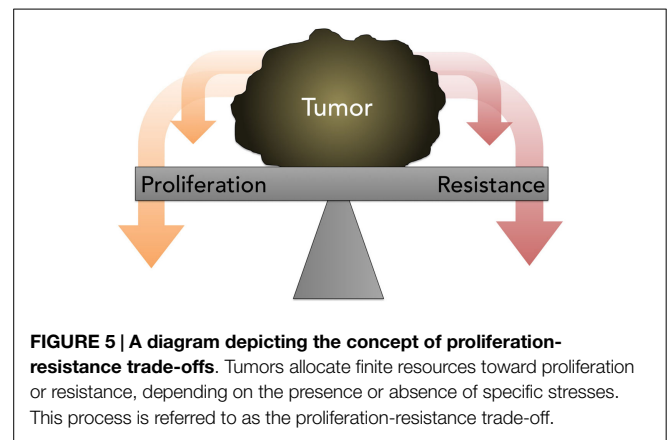 Tumor
Proliferation
Resistance
FIGURE 5 | A diagram depicting the concept of proliferation-
resistance trade-offs. Tumors allocate finite resources toward proliferation
or resistance, depending on the presence or absence of specific stresses.
This process is referred to as the proliferation-resistance trade-off.